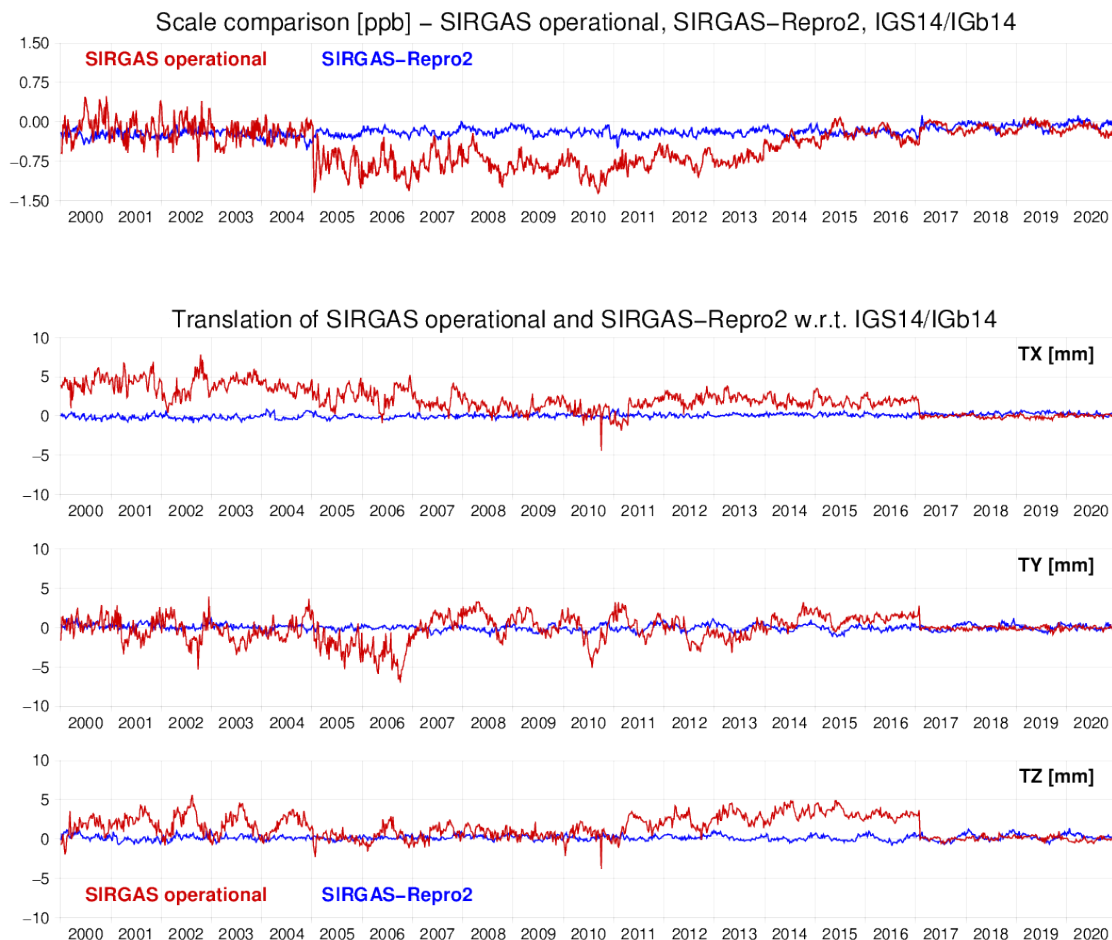 Scale comparison [ppb] − SIRGAS operational, SIRGAS−Repro2, IGS14/IGb14
1.50
SIRGAS operational SIRGAS−Repro2
0.75
0.00
−0.75
−1.50
2000 2001 2002 2003 2004 2005 2006 2007 2008 2009 2010 2011 2012 2013 2014 2015 2016 2017 2018 2019 2020
Translation of SIRGAS operational and SIRGAS−Repro2 w.r.t. IGS14/IGb14
10
TX [mm]
5
0
−5
−10
2000 2001 2002 2003 2004 2005 2006 2007 2008 2009 2010 2011 2012 2013 2014 2015 2016 2017 2018 2019 2020
10
TY [mm]
5
0
−5
−10
2000 2001 2002 2003 2004 2005 2006 2007 2008 2009 2010 2011 2012 2013 2014 2015 2016 2017 2018 2019 2020
10
TZ [mm]
5
0
−5
SIRGAS operational SIRGAS−Repro2
−10
2000 2001 2002 2003 2004 2005 2006 2007 2008 2009 2010 2011 2012 2013 2014 2015 2016 2017 2018 2019 2020